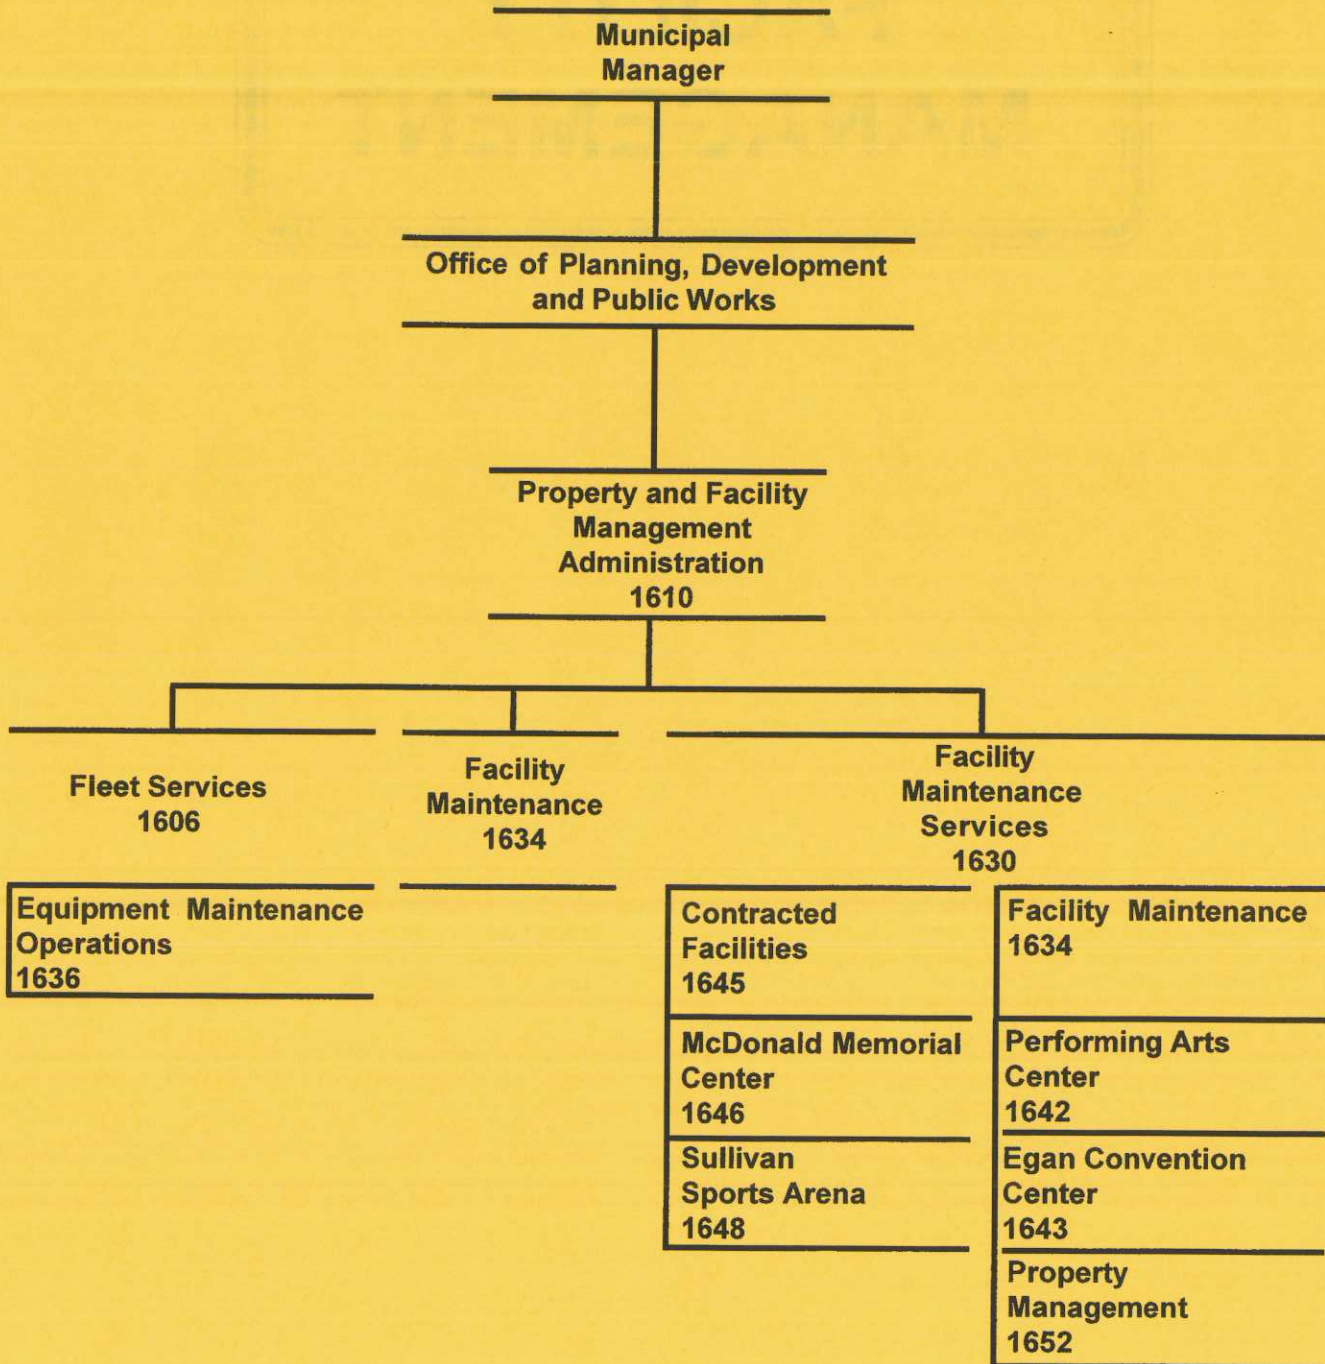 Municipal
Manager
Office of Planning, Development
and Public Works
Property and Facility
Management
Administration
1610
Fleet Services
1606
Facility
Maintenance
1634
Facility
Maintenance
Services
1630
Equipment Maintenance
Operations
1636
Contracted
Facilities
1645
McDonald Memorial
Center
1646
Sullivan
Sports Arena
1648
Facility Maintenance
1634
Performing Arts
Center
1642
Egan Convention
Center
1643
Property
Management
1652